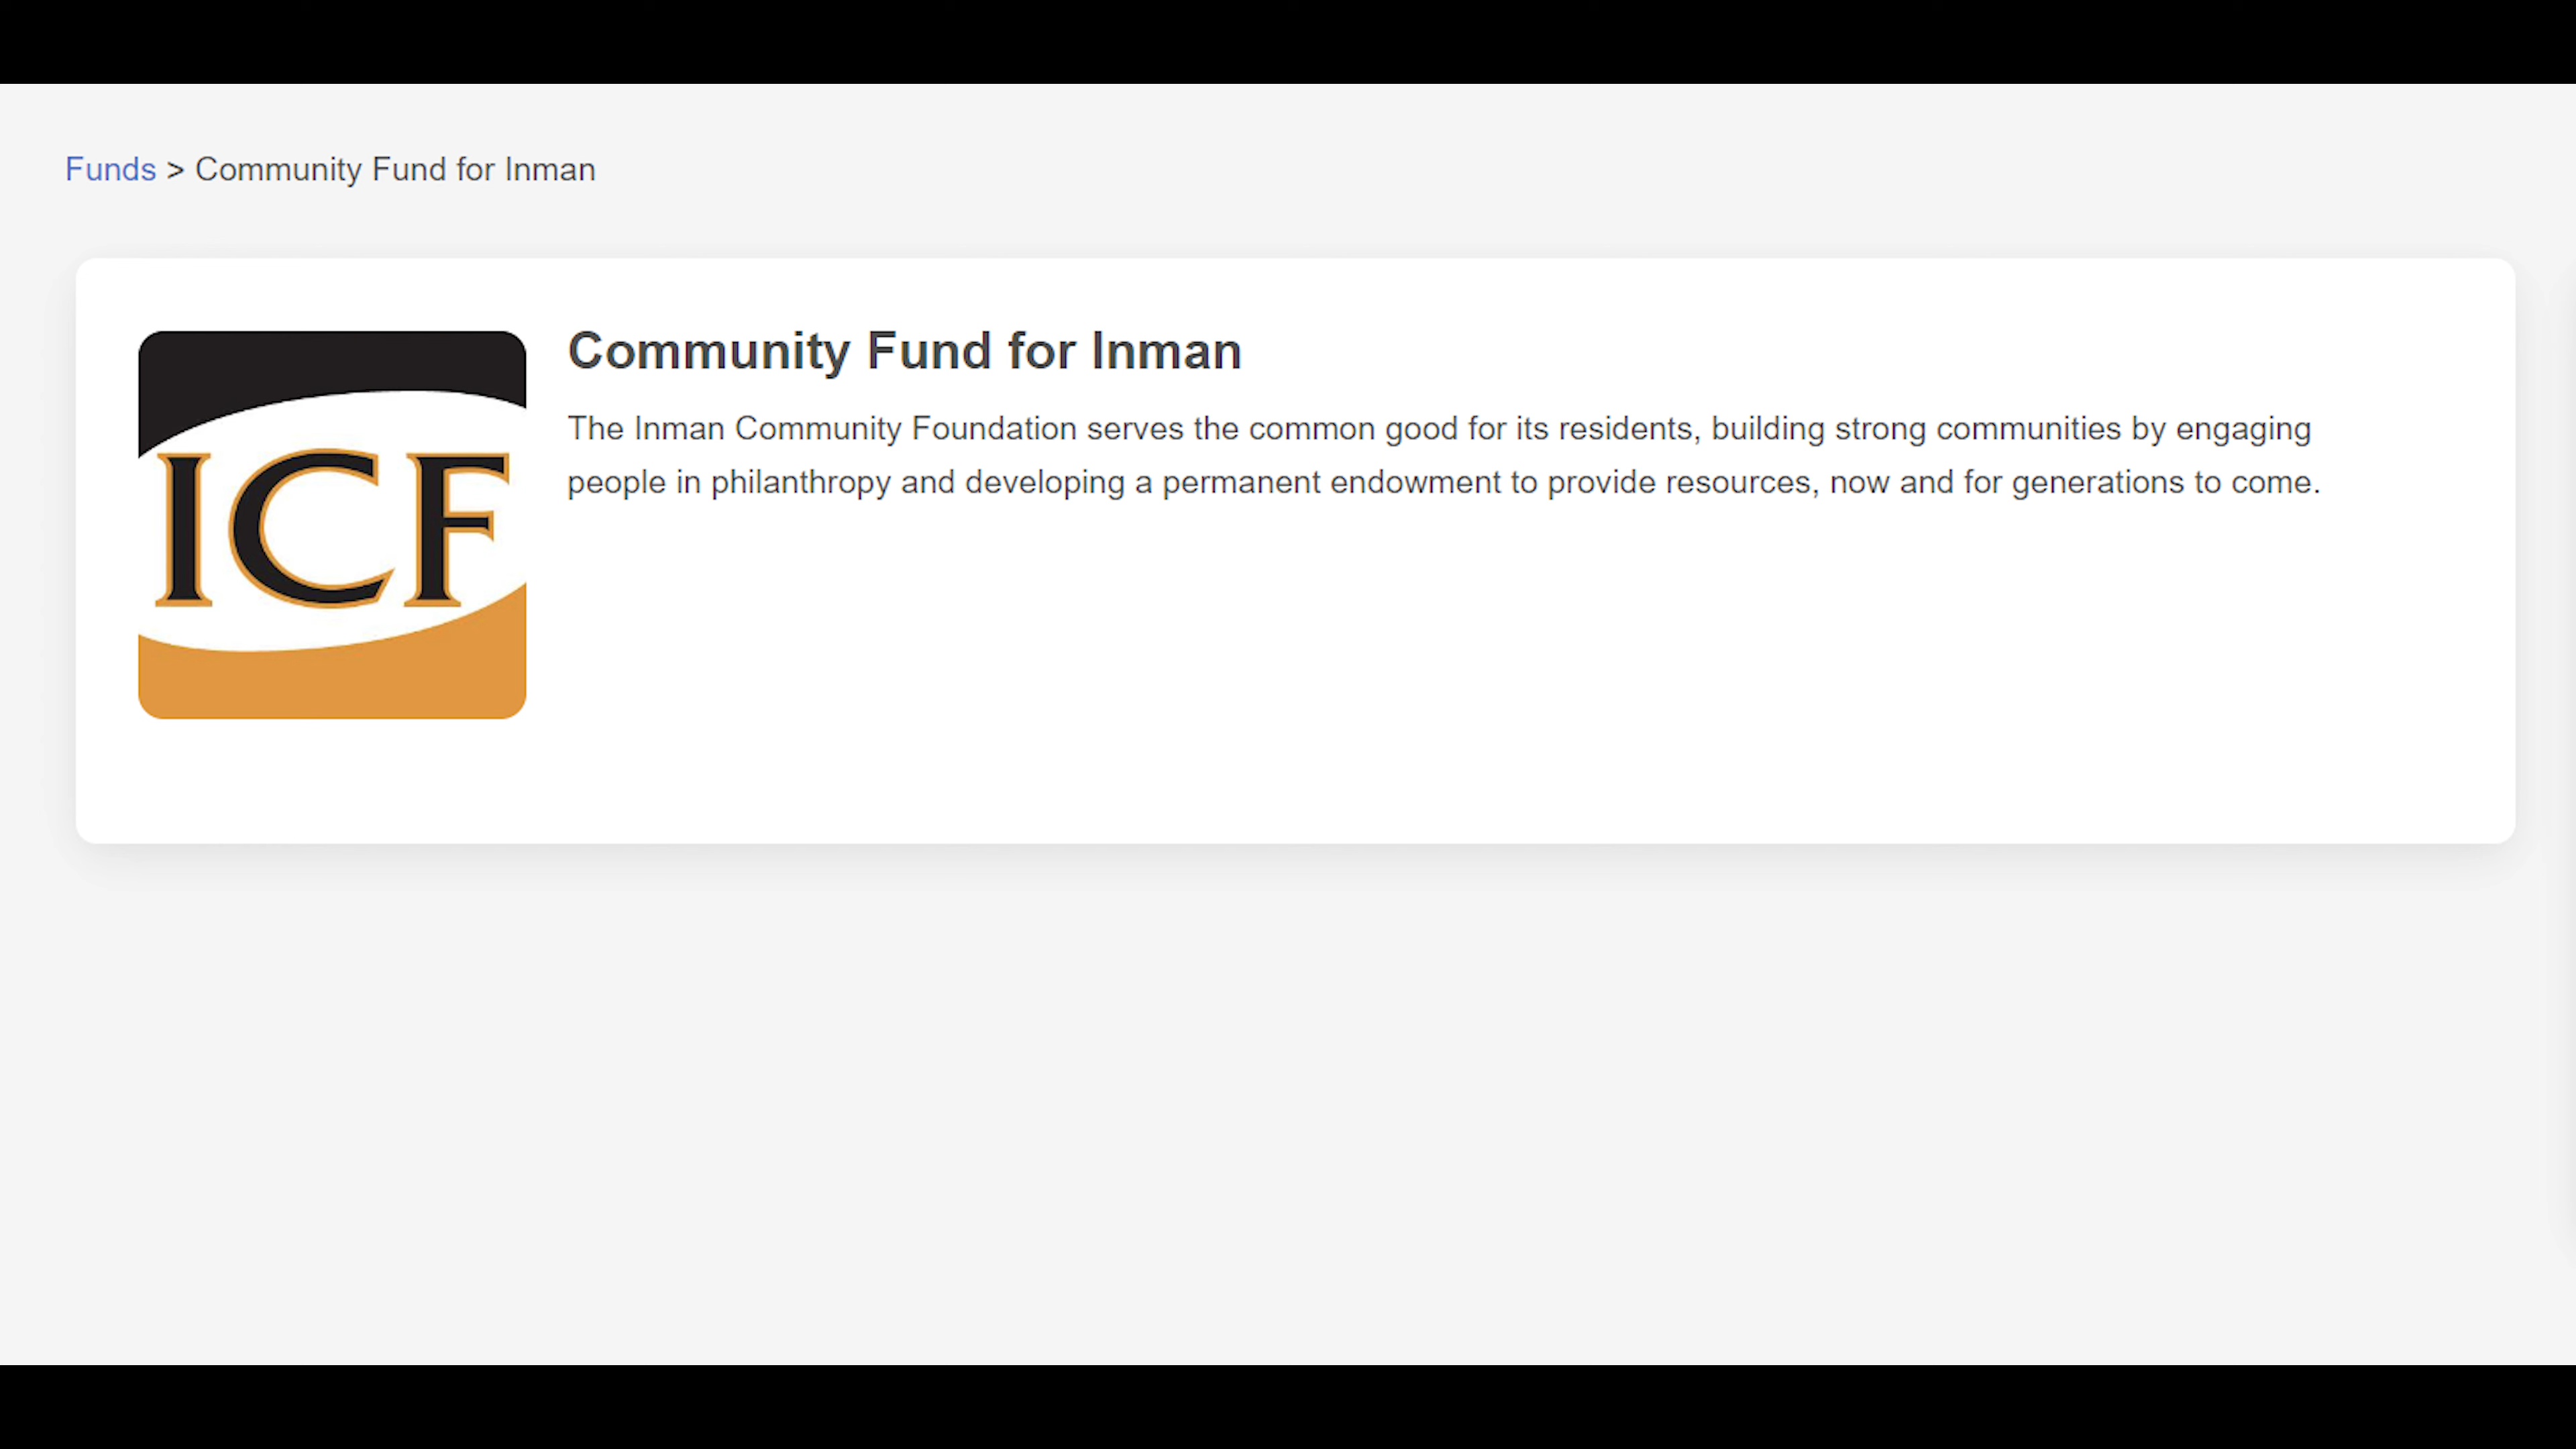 Funds > Community Fund for Inman
Community Fund for Inman
The Inman Community Foundation serves the common good for its residents, building strong communities by engaging
people in philanthropy and developing a permanent endowment to provide resources, now and for generations to come.
ICF